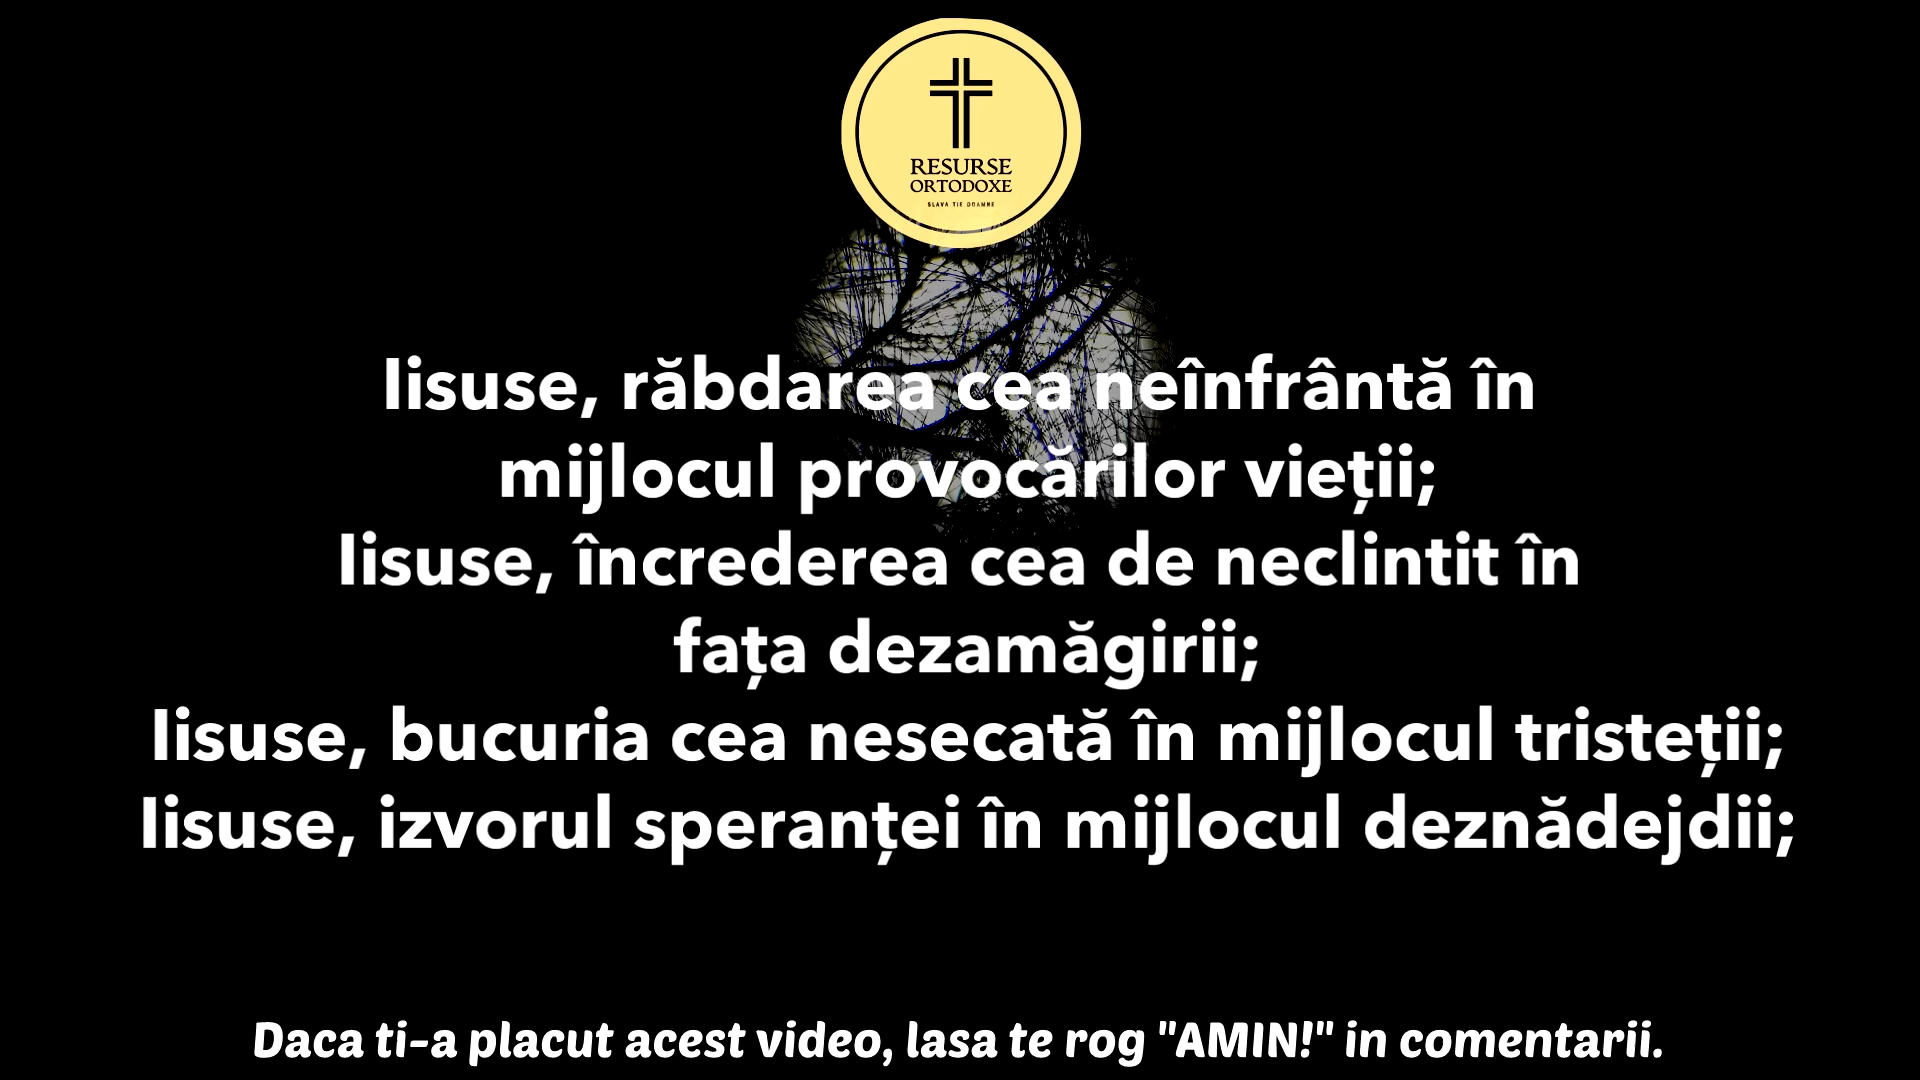 RESURSE
ORTODOXE
SLAVA TIE DOAMNE
Iisuse, răbdarea cea neînfrântă în
mijlocul provocărilor vieții;
Iisuse, încrederea cea de neclintit în
fața dezamăgirii;
Iisuse, bucuria cea nesecată în mijlocul tristeții;
Iisuse, izvorul speranței în mijlocul deznădejdii;
Daca ti-a placut acest video, lasa te rog "AMIN!" in comentarii.